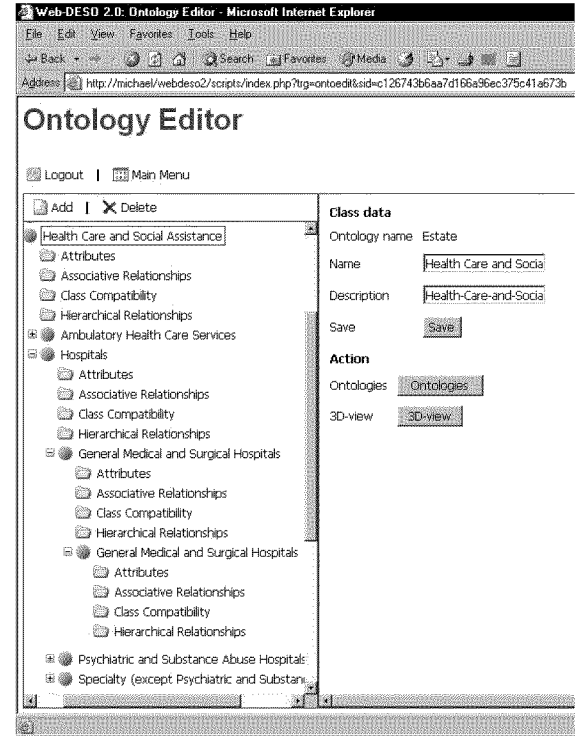 Web-DESO 2.0: Ontology Editor - Microsoft Internet Explorer
File Edit View Favorites Tools Help
Back Search Favorites Media
Address http://michael/webdeso2/scripts/index.php?trg=ontoedit&sid=c126743b6aa7d166a96ec375c41a673b
Ontology Editor
Logout | Main Menu
Add | Delete
Health Care and Social Assistance
Attributes
Associative Relationships
Class Compatibility
Hierarchical Relationships
Ambulatory Health Care Services
Hospitals
Attributes
Associative Relationships
Class Compatibility
Hierarchical Relationships
General Medical and Surgical Hospitals
Attributes
Associative Relationships
Class Compatibility
Hierarchical Relationships
General Medical and Surgical Hospitals
Attributes
Associative Relationships
Class Compatibility
Hierarchical Relationships
Psychiatric and Substance Abuse Hospitals
Specialty (except Psychiatric and Substan
Class data
Ontology name Estate
Name Health Care and Socia
Description Health-Care-and-Socia
Save Save
Action
Ontologies Ontologies
3D-view 3D-view